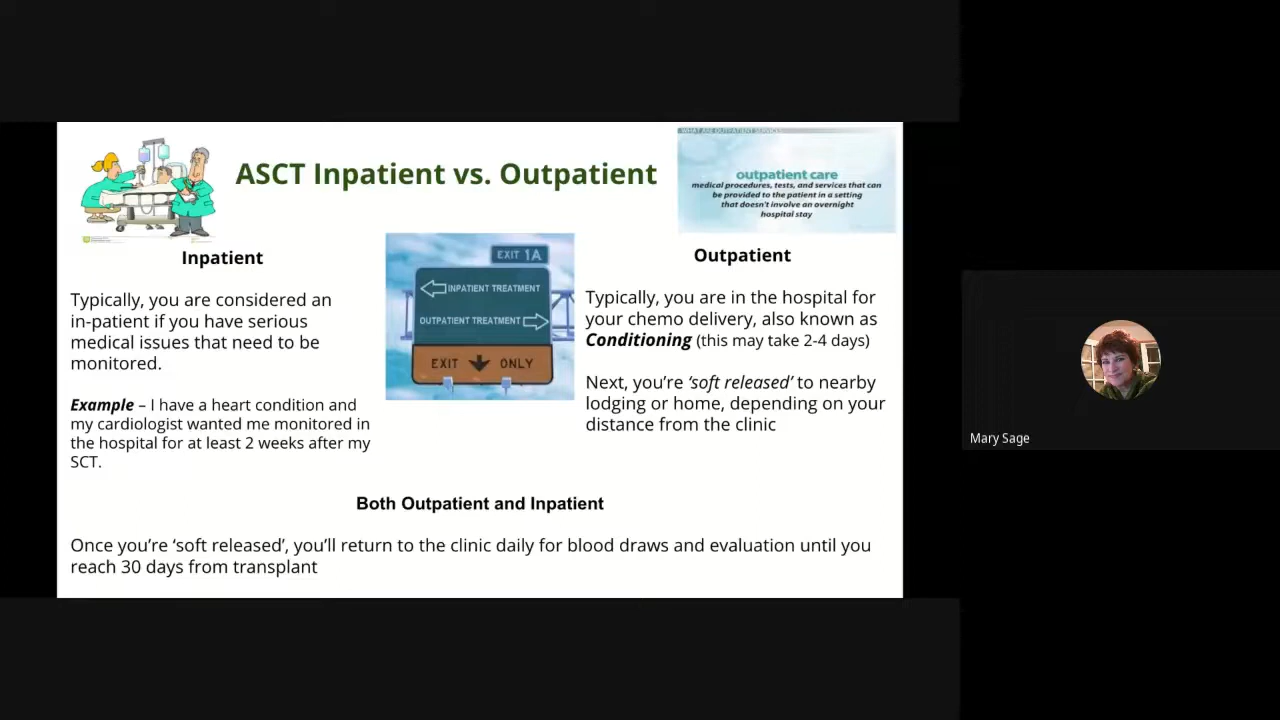 ASCT Inpatient vs. Outpatient
WHAT ARE OUTPATIENT SERVICES
outpatient care
medical procedures, tests, and services that can
be provided to the patient in a setting
that doesn't involve an overnight
hospital stay
Inpatient
Typically, you are considered an
in-patient if you have serious
medical issues that need to be
monitored.
Example – I have a heart condition and
my cardiologist wanted me monitored in
the hospital for at least 2 weeks after my
SCT.
EXIT 1A
INPATIENT TREATMENT
OUTPATIENT TREATMENT
EXIT ONLY
Outpatient
Typically, you are in the hospital for
your chemo delivery, also known as
Conditioning (this may take 2-4 days)
Next, you’re ‘soft released’ to nearby
lodging or home, depending on your
distance from the clinic
Both Outpatient and Inpatient
Once you’re ‘soft released’, you’ll return to the clinic daily for blood draws and evaluation until you
reach 30 days from transplant
Mary Sage